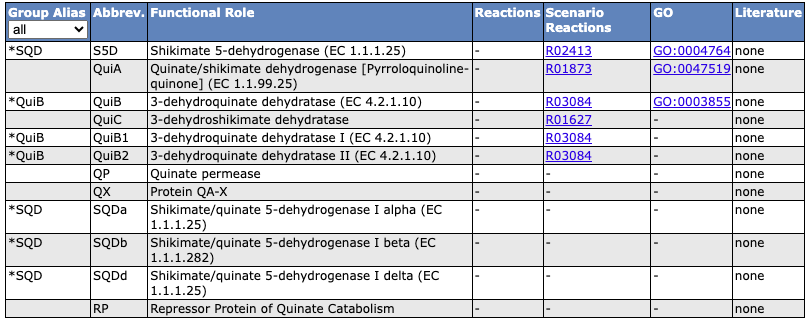 Group Alias Abbrev. Functional Role Reactions Scenario Reactions GO Literature
all
*SQD S5D Shikimate 5-dehydrogenase (EC 1.1.1.25) - R02413 GO:0004764 none
QuiA Quinate/shikimate dehydrogenase [Pyrroloquinoline-quinone] (EC 1.1.99.25) - R01873 GO:0047519 none
*QuiB QuiB 3-dehydroquinate dehydratase (EC 4.2.1.10) - R03084 GO:0003855 none
QuiC 3-dehydroshikimate dehydratase - R01627 - none
*QuiB QuiB1 3-dehydroquinate dehydratase I (EC 4.2.1.10) - R03084 - none
*QuiB QuiB2 3-dehydroquinate dehydratase II (EC 4.2.1.10) - R03084 - none
QP Quinate permease - - - none
QX Protein QA-X - - - none
*SQD SQDa Shikimate/quinate 5-dehydrogenase I alpha (EC 1.1.1.25) - - - none
*SQD SQDb Shikimate/quinate 5-dehydrogenase I beta (EC 1.1.1.282) - - - none
*SQD SQDd Shikimate/quinate 5-dehydrogenase I delta (EC 1.1.1.25) - - - none
RP Repressor Protein of Quinate Catabolism - - - none